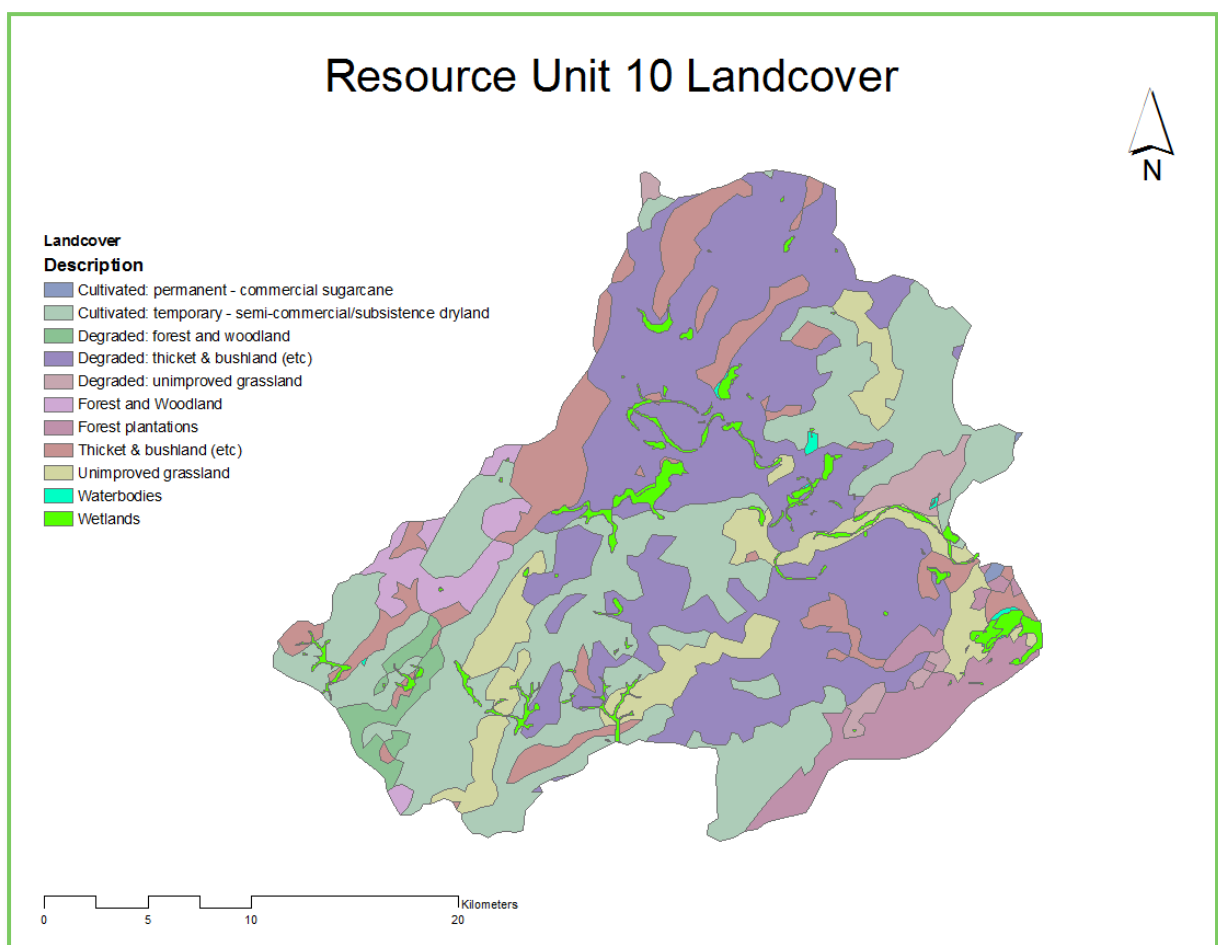 Resource Unit 10 Landcover
N
Landcover
Description
Cultivated: permanent - commercial sugarcane
Cultivated: temporary - semi-commercial/subsistence dryland
Degraded: forest and woodland
Degraded: thicket & bushland (etc)
Degraded: unimproved grassland
Forest and Woodland
Forest plantations
Thicket & bushland (etc)
Unimproved grassland
Waterbodies
Wetlands
Kilometers
0 5 10 20